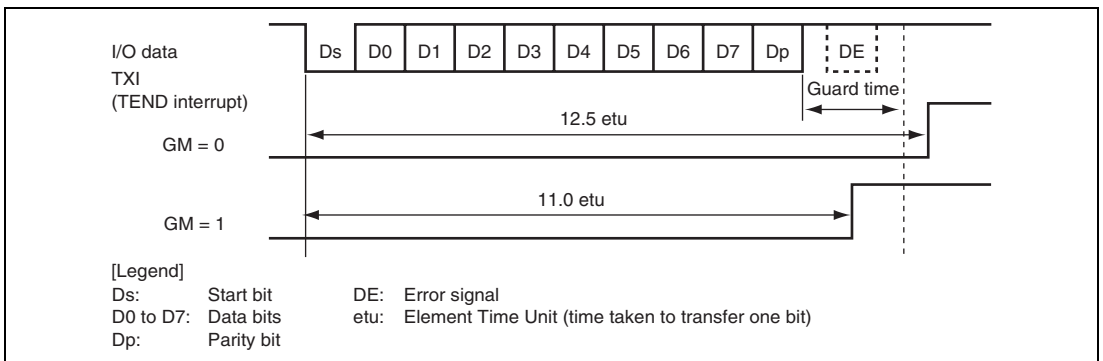 I/O data
Ds D0 D1 D2 D3 D4 D5 D6 D7 Dp DE
TXI
(TEND interrupt)
Guard time
12.5 etu
GM = 0
11.0 etu
GM = 1
[Legend]
Ds: Start bit DE: Error signal
D0 to D7: Data bits etu: Element Time Unit (time taken to transfer one bit)
Dp: Parity bit